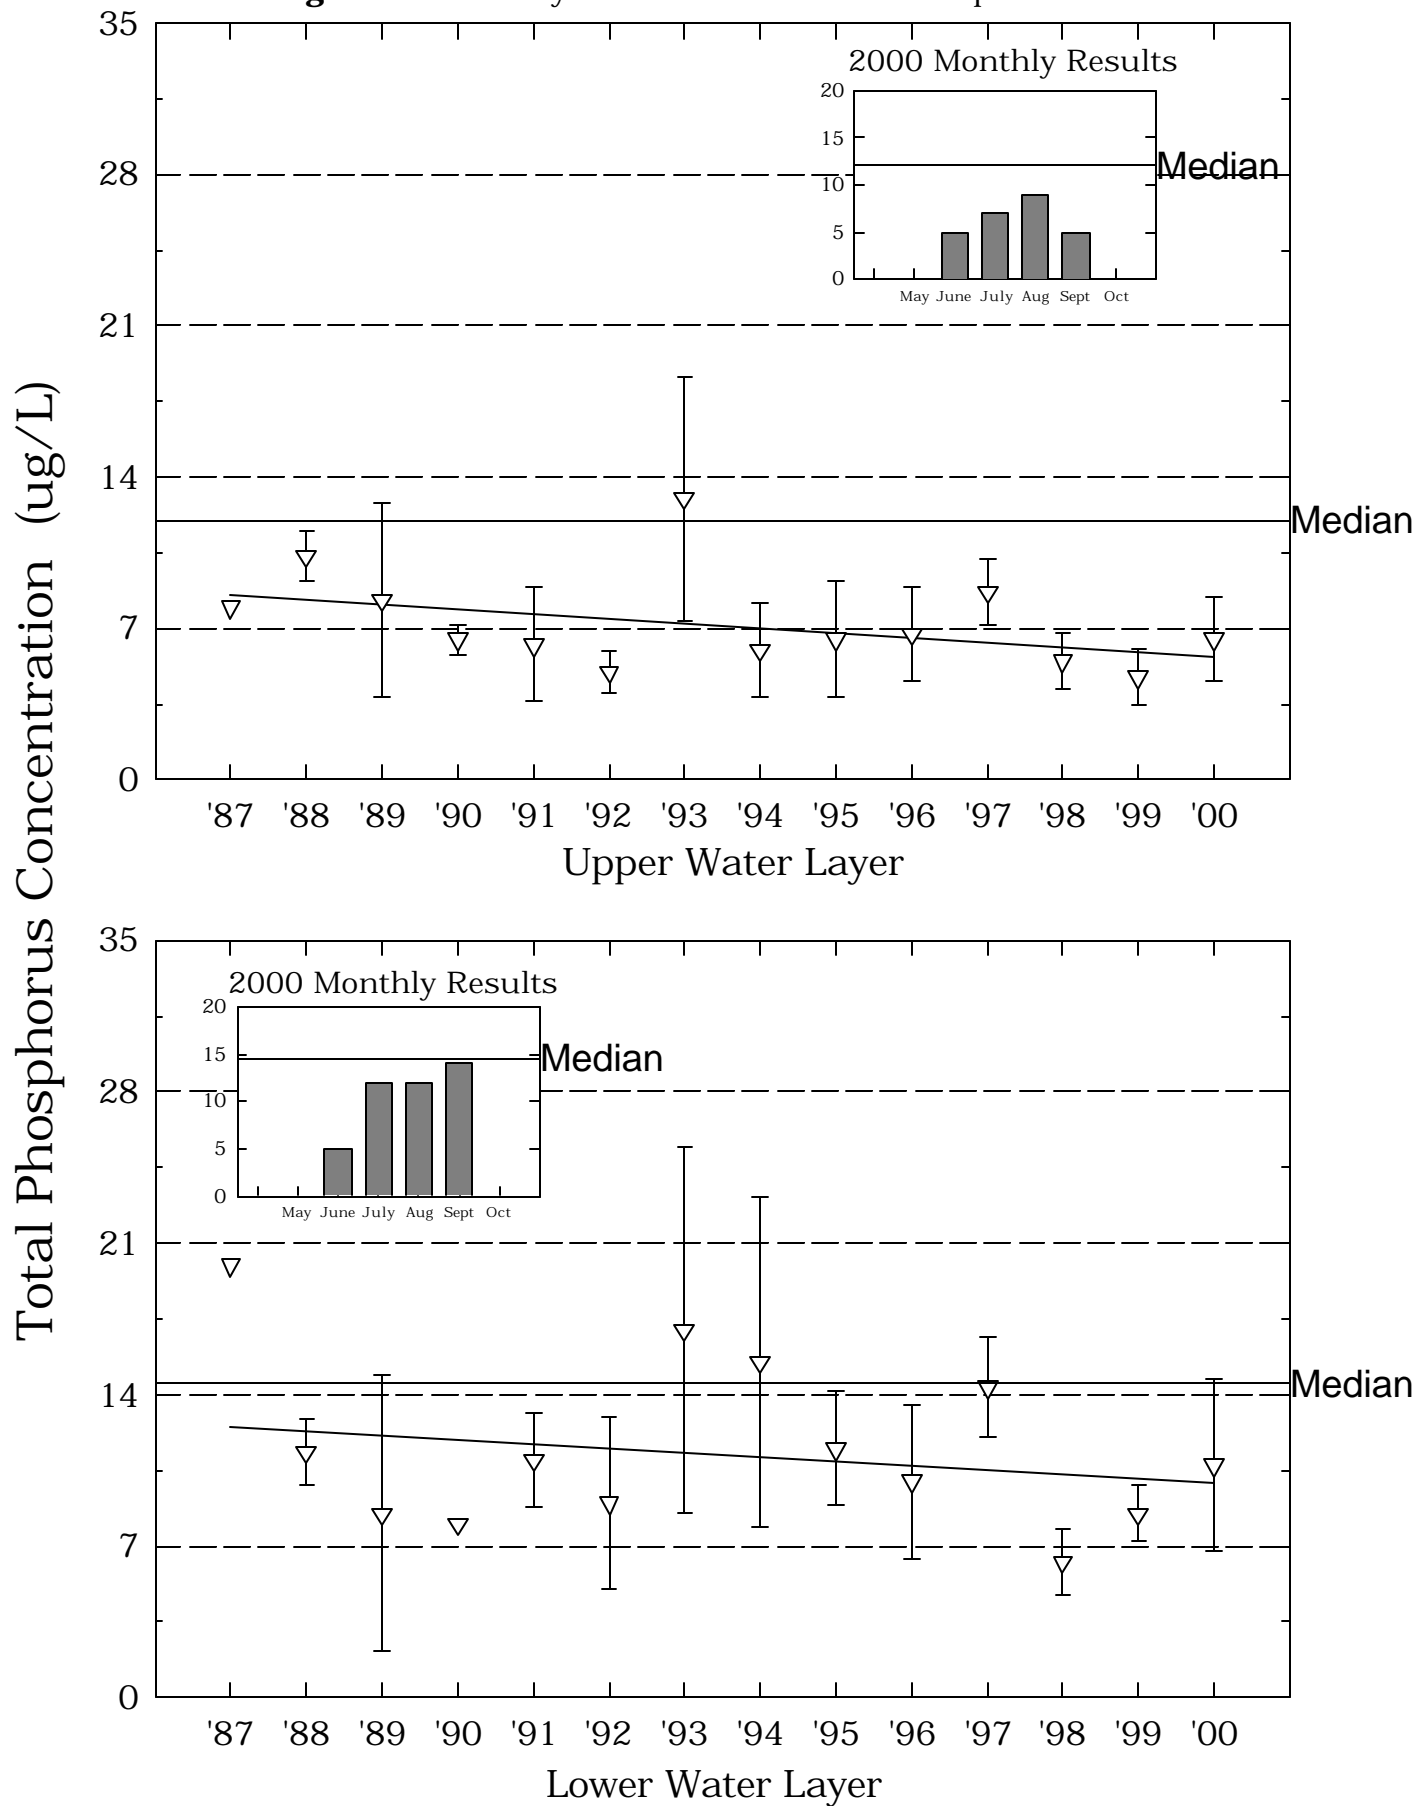 35
2000 Monthly Results
20
15
Median
28
10
5
0
May June July Aug Sept Oct
21
14
Median
7
0
'87 '88 '89 '90 '91 '92 '93 '94 '95 '96 '97 '98 '99 '00
Upper Water Layer
Total Phosphorus Concentration (ug/L)
35
2000 Monthly Results
20
15
Median
28
10
5
0
May June July Aug Sept Oct
21
14
Median
7
0
'87 '88 '89 '90 '91 '92 '93 '94 '95 '96 '97 '98 '99 '00
Lower Water Layer